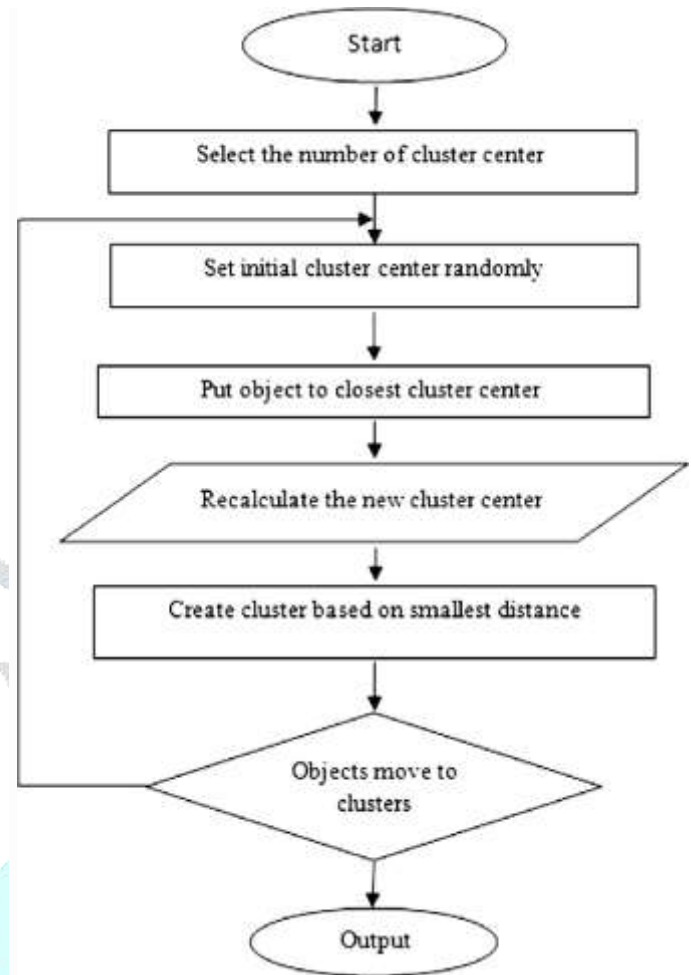 Start
Select the number of cluster center
Set initial cluster center randomly
Put object to closest cluster center
Recalculate the new cluster center
Create cluster based on smallest distance
Objects move to
clusters
Output